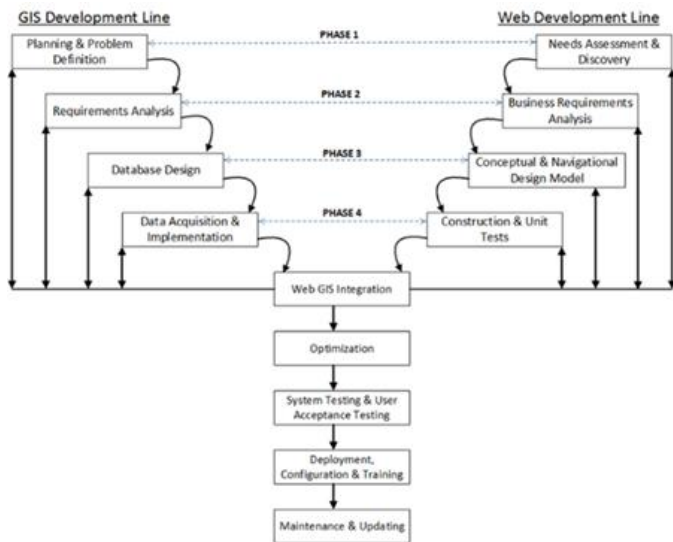 GIS Development Line
Web Development Line
PHASE 1
Planning & Problem
Definition
Needs Assessment &
Discovery
PHASE 2
Requirements Analysis
Business Requirements
Analysis
PHASE 3
Database Design
Conceptual & Navigational
Design Model
PHASE 4
Data Acquisition &
Implementation
Construction & Unit
Tests
Web GIS Integration
Optimization
System Testing & User
Acceptance Testing
Deployment,
Configuration & Training
Maintenance & Updating